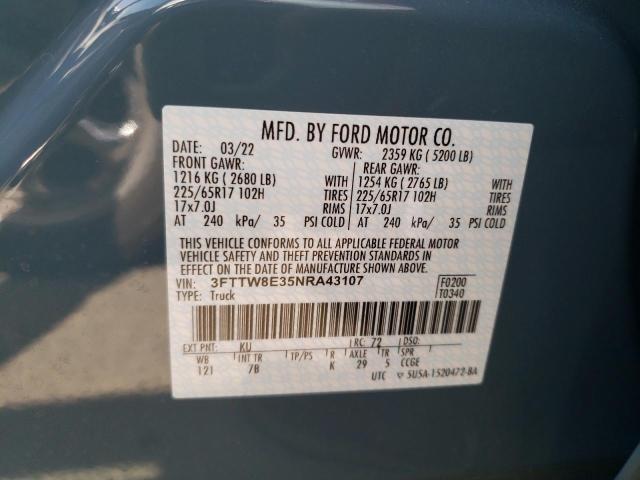 MFD. BY FORD MOTOR CO.
DATE: 03/22 GVWR: 2359 KG ( 5200 LB)
FRONT GAWR: REAR GAWR:
1216 KG ( 2680 LB) WITH 1254 KG ( 2765 LB) WITH
225/65R17 102H TIRES 225/65R17 102H TIRES
17x7.0J RIMS 17x7.0J RIMS
AT 240 kPa/ 35 PSI COLD AT 240 kPa/ 35 PSI COLD
THIS VEHICLE CONFORMS TO ALL APPLICABLE FEDERAL MOTOR
VEHICLE SAFETY AND THEFT PREVENTION STANDARDS IN
EFFECT ON THE DATE OF MANUFACTURE SHOWN ABOVE.
VIN: 3FTTW8E35NRA43107 F0200
TYPE: Truck T0340
EXT PNT: KU RC: 72 DSO:
WB INT TR TP/PS R AXLE TR SPR
121 7B K 29 5 CCGE
UTC ▽ 5USA-1520472-BA